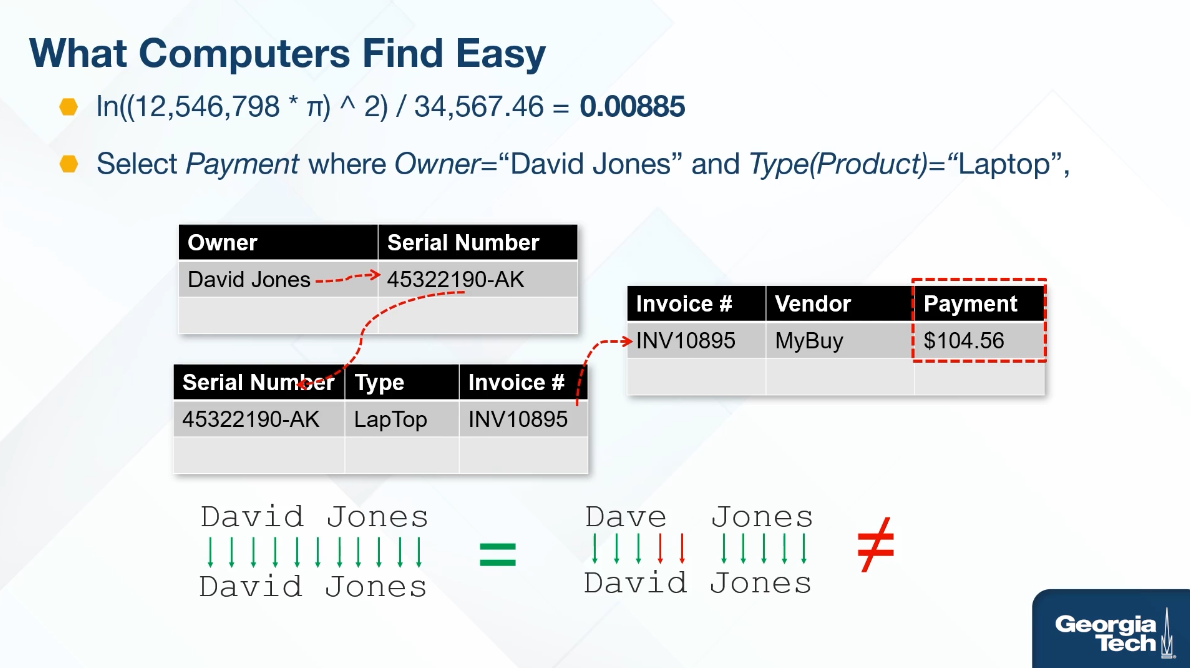 What Computers Find Easy
ln((12,546,798 * π) ^ 2) / 34,567.46 = 0.00885
Select Payment where Owner=“David Jones” and Type(Product)=“Laptop”,
Owner Serial Number
David Jones 45322190-AK
Invoice # Vendor Payment
INV10895 MyBuy $104.56
Serial Number Type Invoice #
45322190-AK LapTop INV10895
David Jones
David Jones
=
Dave Jones
David Jones
≠
Georgia
Tech